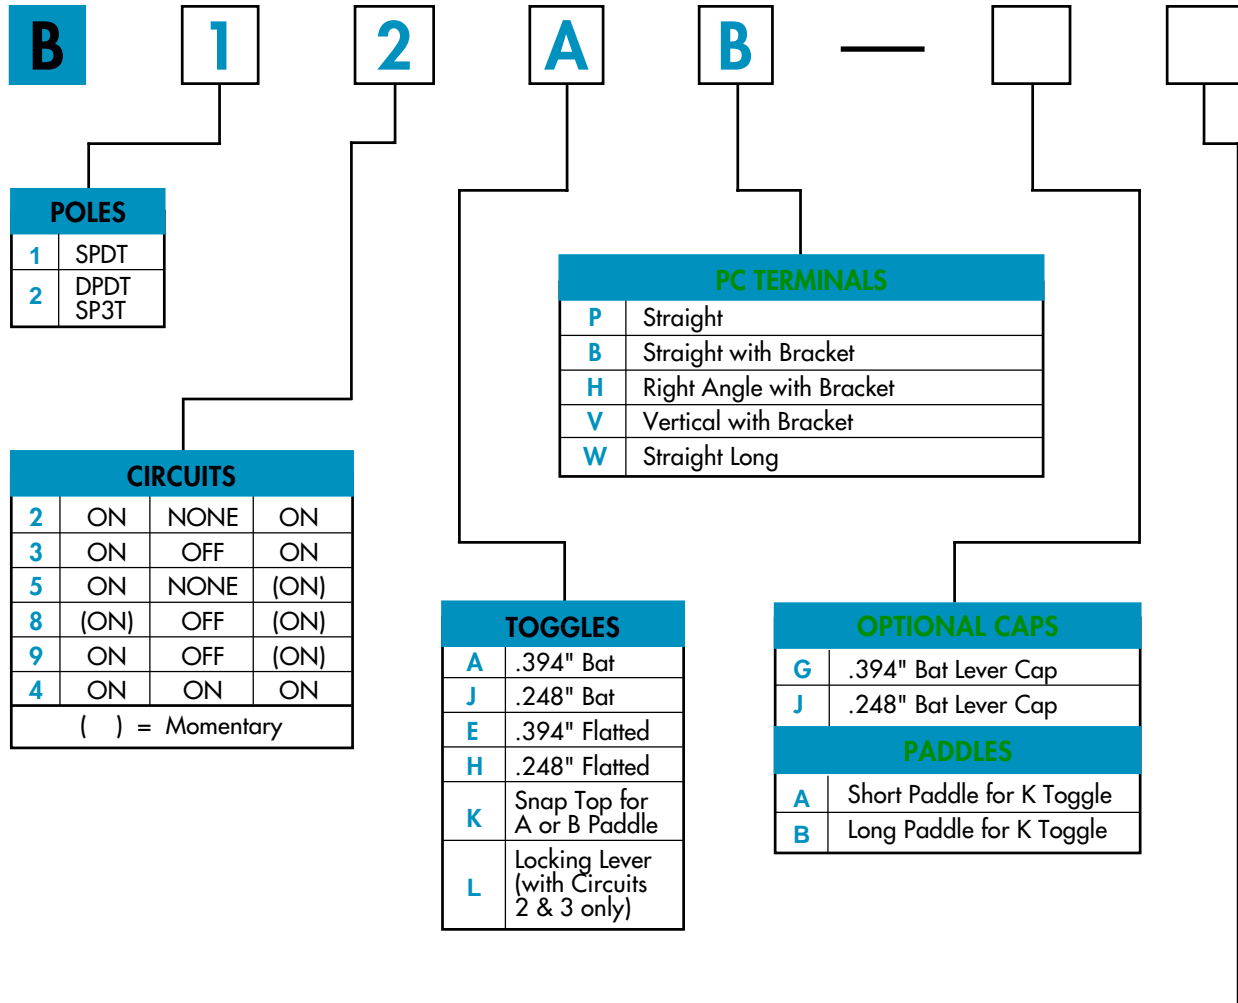 B 1 2 A B —
POLES
1 SPDT
2 DPDT
SP3T
PC TERMINALS
P Straight
B Straight with Bracket
H Right Angle with Bracket
V Vertical with Bracket
W Straight Long
CIRCUITS
2 ON NONE ON
3 ON OFF ON
5 ON NONE (ON)
8 (ON) OFF (ON)
9 ON OFF (ON)
4 ON ON ON
( ) = Momentary
TOGGLES
A .394" Bat
J .248" Bat
E .394" Flatted
H .248" Flatted
K Snap Top for
A or B Paddle
L Locking Lever
(with Circuits
2 & 3 only)
OPTIONAL CAPS
G .394" Bat Lever Cap
J .248" Bat Lever Cap
PADDLES
A Short Paddle for K Toggle
B Long Paddle for K Toggle